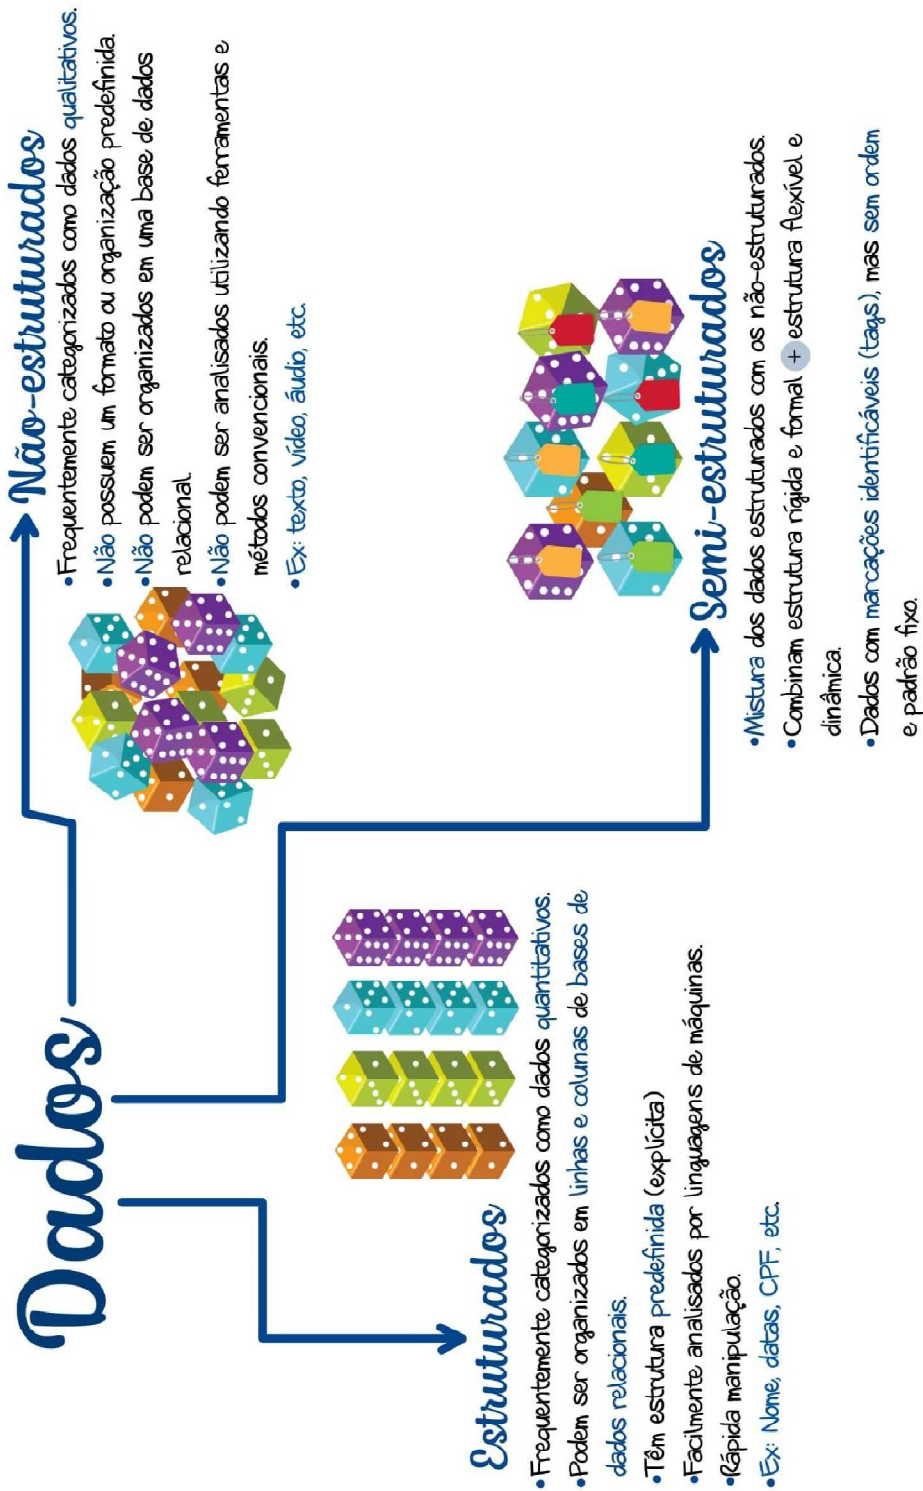 Dados
Não-estruturados
•Frequentemente categorizados como dados qualitativos.
•Não possuem um formato ou organização predefinida.
•Não podem ser organizados em uma base de dados
relacional.
•Não podem ser analisados utilizando ferramentas e
métodos convencionais.
•Ex: texto, vídeo, áudio, etc.
Estruturados
•Frequentemente categorizados como dados quantitativos.
•Podem ser organizados em linhas e colunas de bases de
dados relacionais.
•Têm estrutura predefinida (explícita)
•Facilmente analisados por linguagens de máquinas.
•Rápida manipulação.
•Ex: Nome, datas, CPF, etc.
Semi-estruturados
•Mistura dos dados estruturados com os não-estruturados.
•Combinam estrutura rígida e formal + estrutura flexível e
dinâmica.
•Dados com marcações identificáveis (tags), mas sem ordem
e padrão fixo.